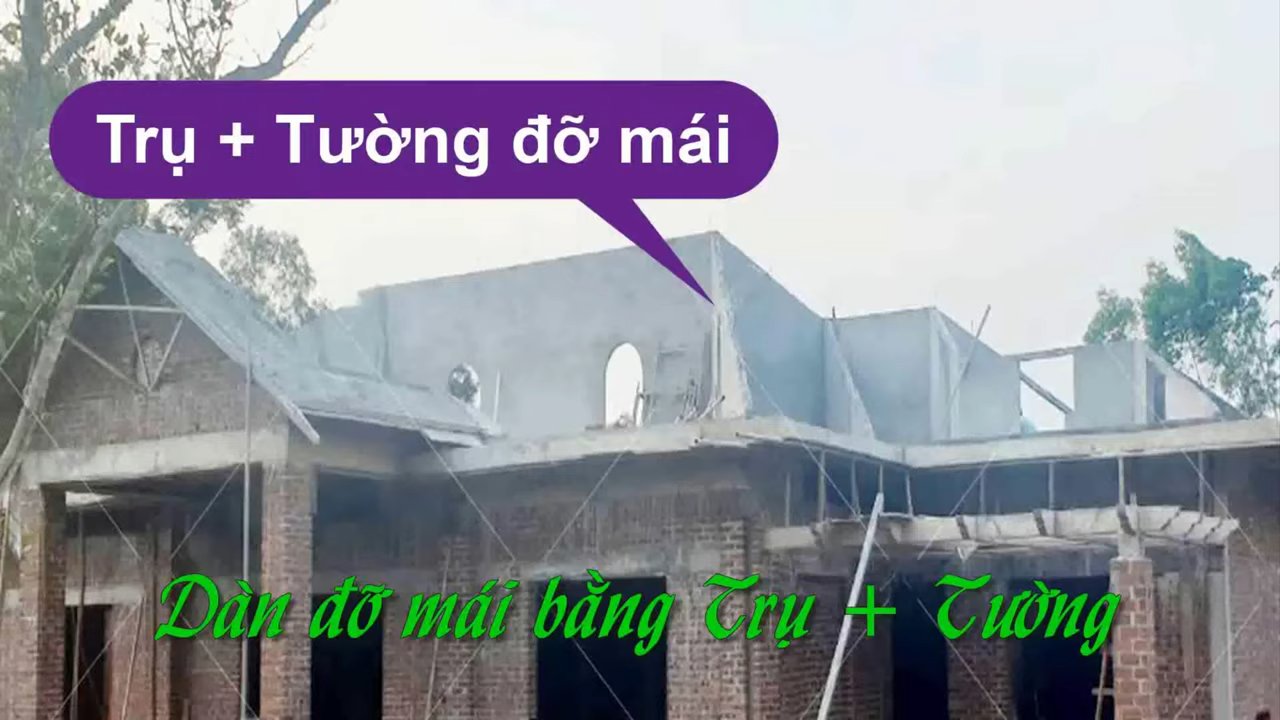 Trụ + Tường đỡ mái
Dàn đỡ mái bằng Trụ + Tường